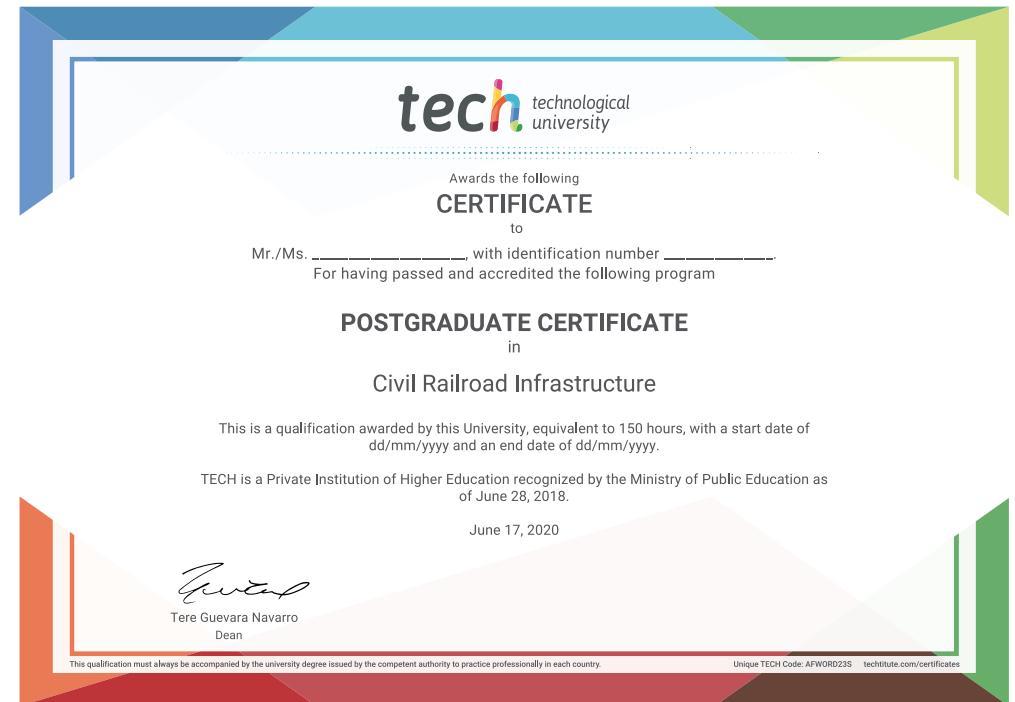 tech technological
university
Awards the following
CERTIFICATE
to
Mr./Ms. ____________________, with identification number ______________.
For having passed and accredited the following program
POSTGRADUATE CERTIFICATE
in
Civil Railroad Infrastructure
This is a qualification awarded by this University, equivalent to 150 hours, with a start date of
dd/mm/yyyy and an end date of dd/mm/yyyy.
TECH is a Private Institution of Higher Education recognized by the Ministry of Public Education as
of June 28, 2018.
June 17, 2020
Tere Guevara Navarro
Dean
This qualification must always be accompanied by the university degree issued by the competent authority to practice professionally in each country.
Unique TECH Code: AFWORD23S techtitute.com/certificates